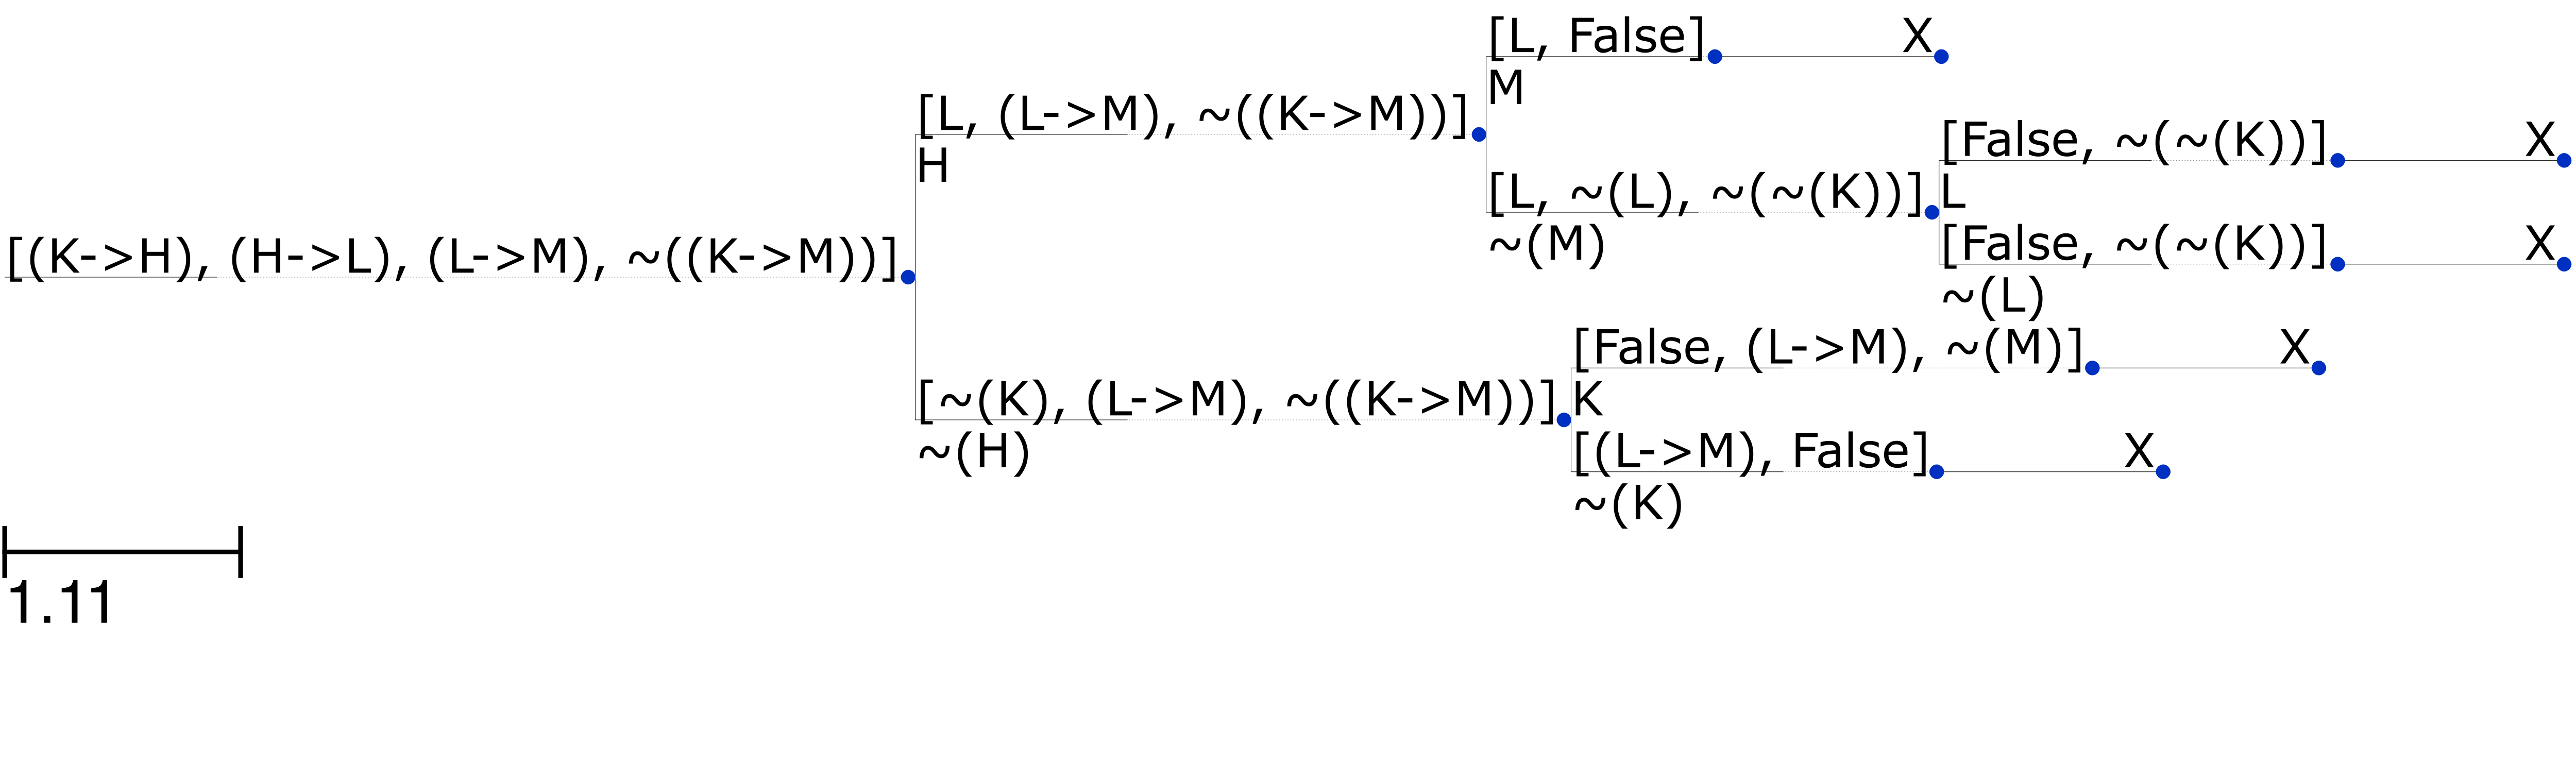 [L, False]
X
M
[L, (L->M), ~((K->M))]
H
[False, ~(~(K))]
X
[L, ~(L), ~(~(K))]
L
~(M)
[False, ~(~(K))]
X
~(L)
[(K->H), (H->L), (L->M), ~((K->M))]
[False, (L->M), ~(M)]
X
[~(K), (L->M), ~((K->M))]
K
~(H)
[(L->M), False]
X
~(K)
1.11